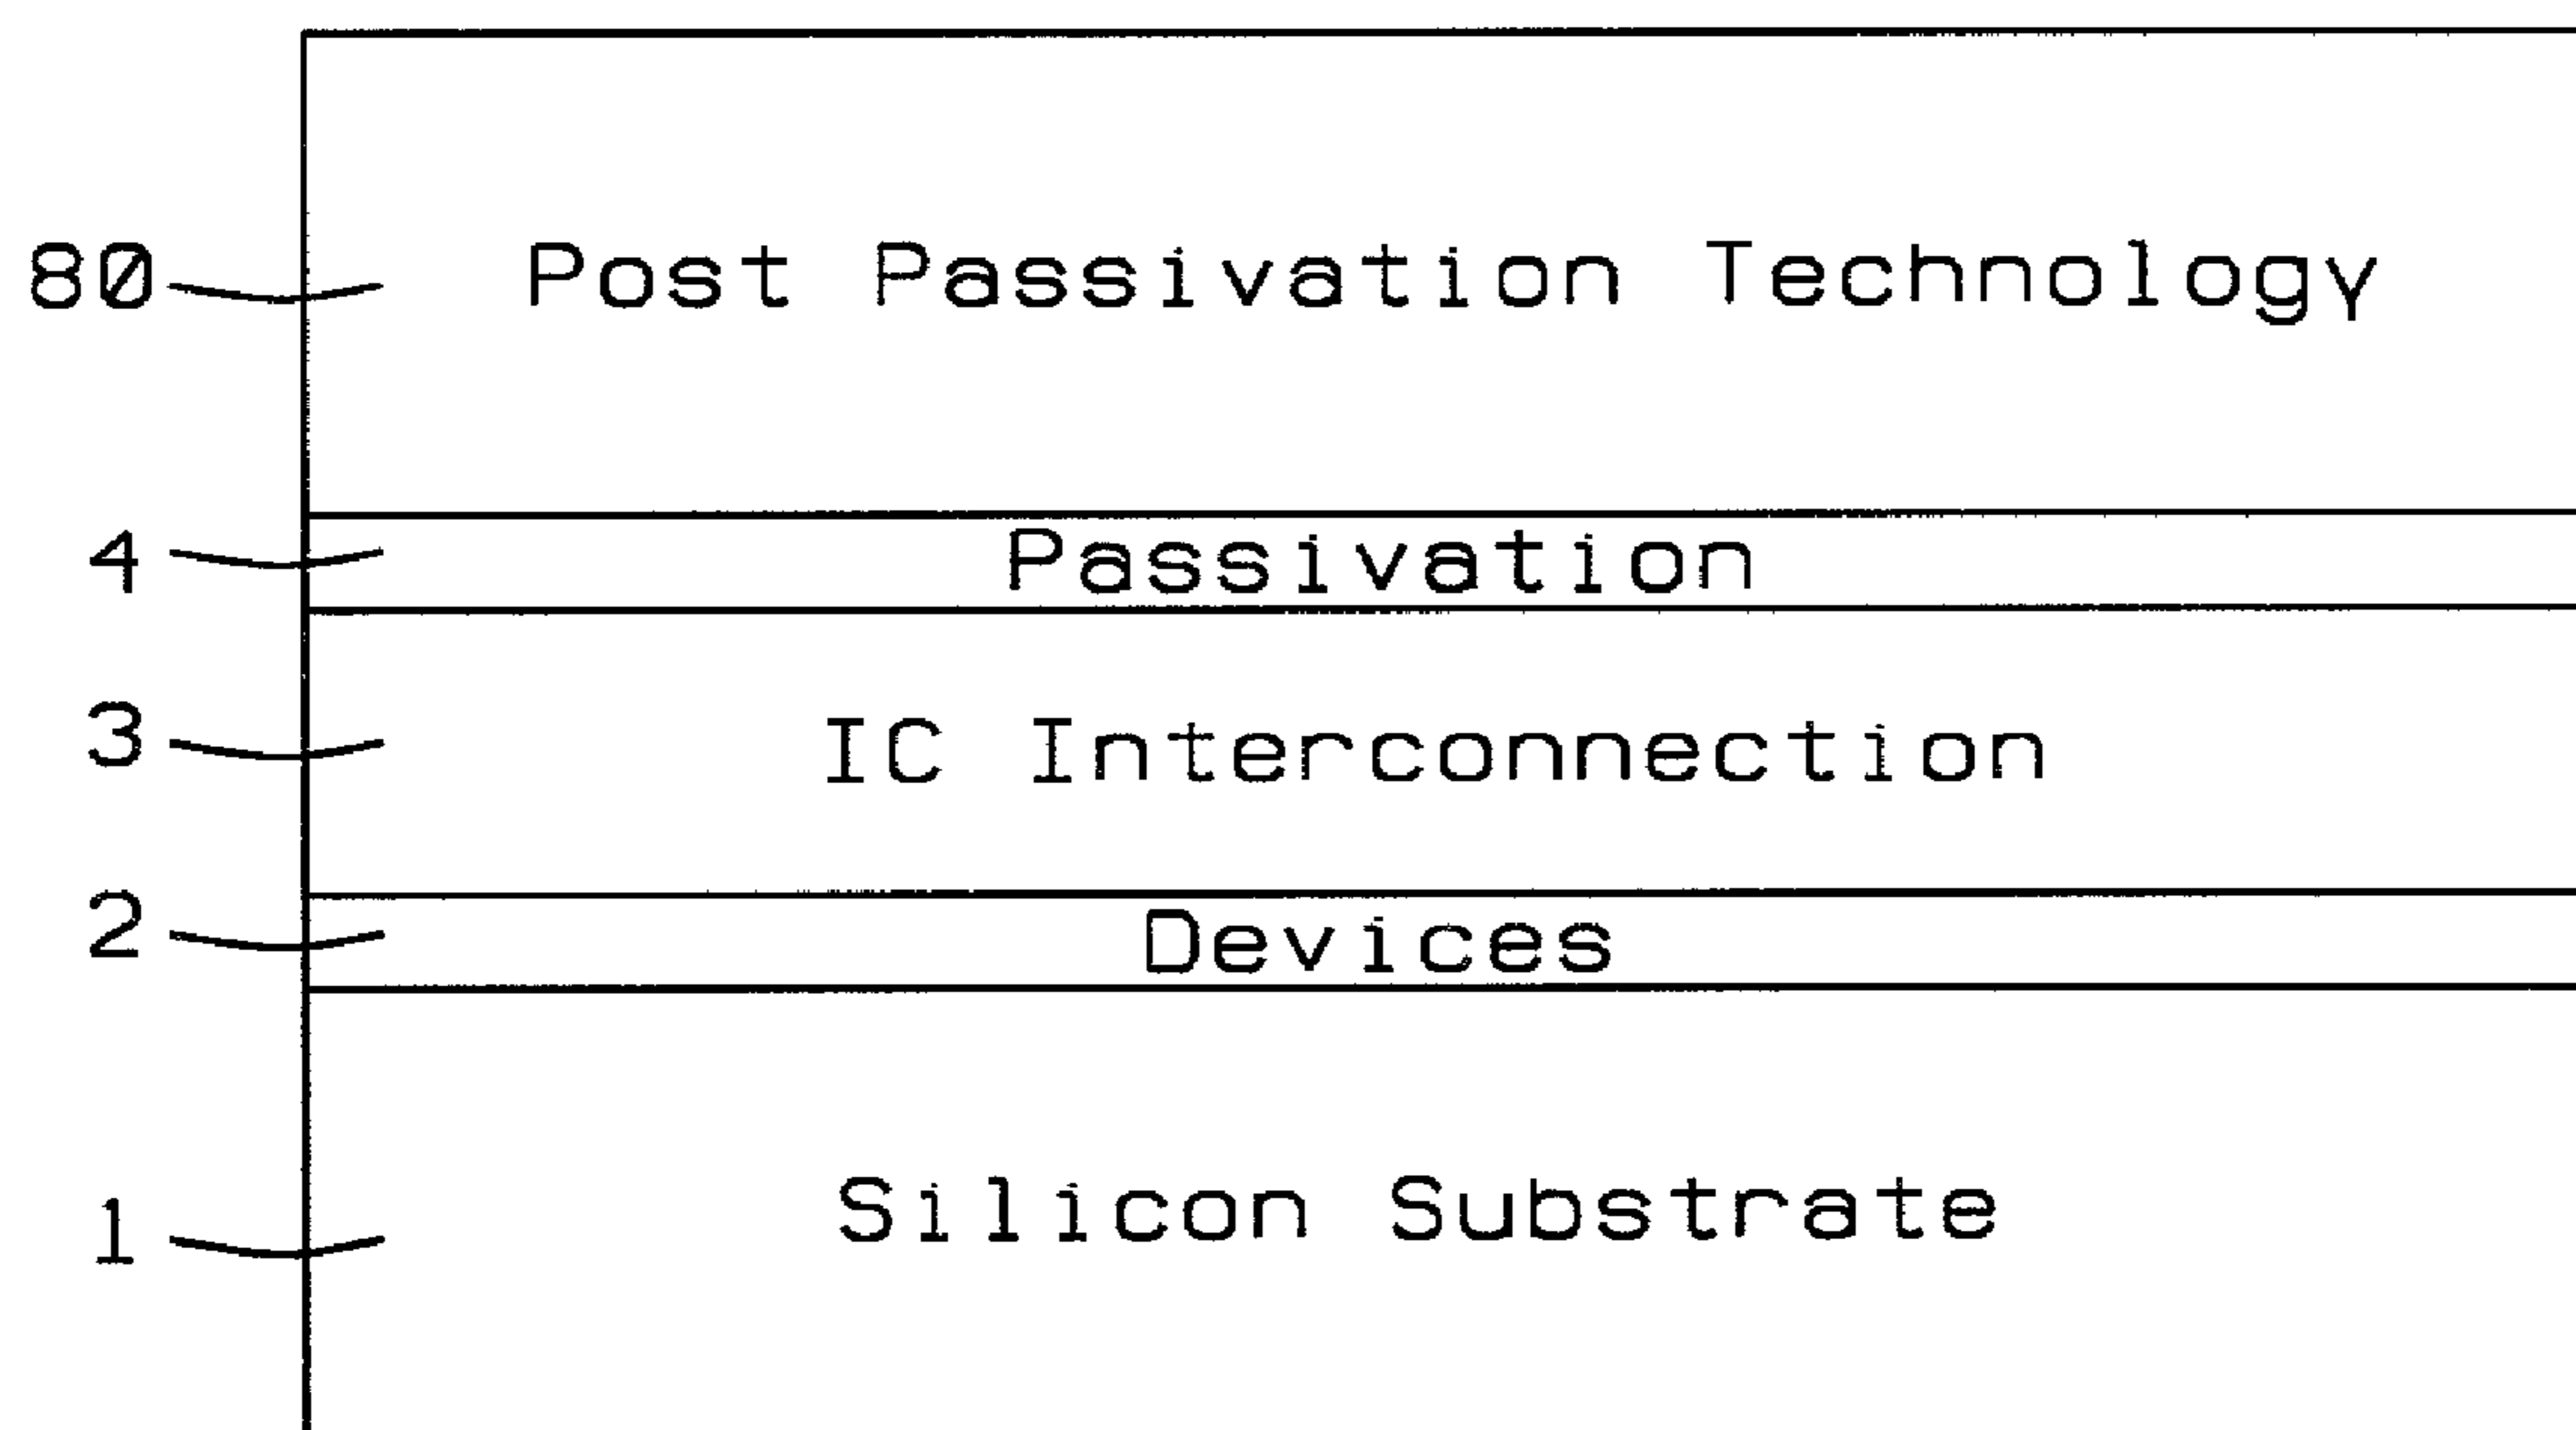 80 Post Passivation Technology
4 Passivation
3 IC Interconnection
2 Devices
1 Silicon Substrate